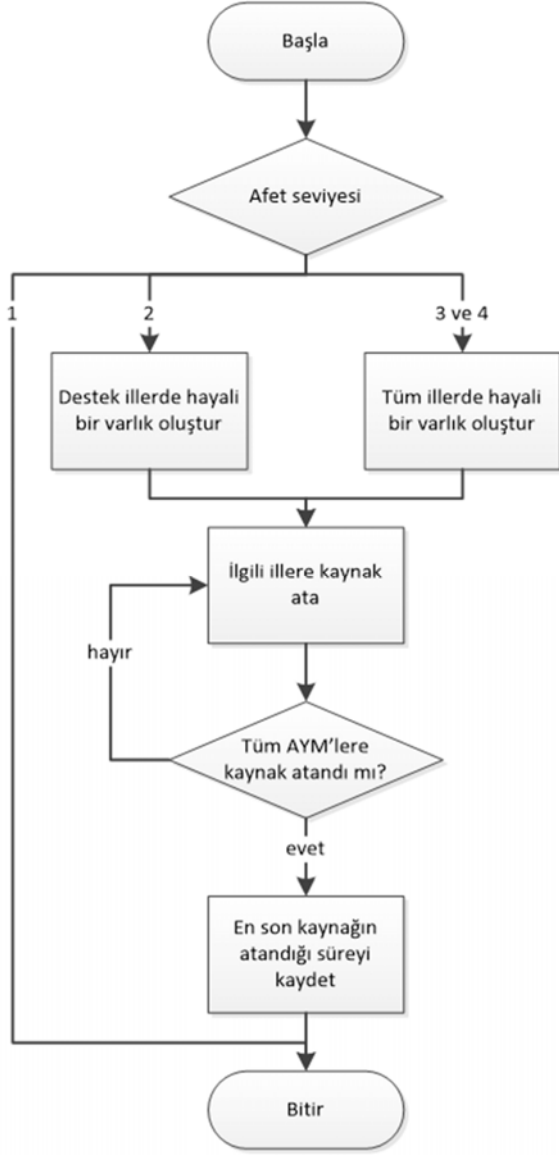 Başla
Afet seviyesi
1
2
3 ve 4
Destek illerde hayali
bir varlık oluştur
Tüm illerde hayali
bir varlık oluştur
İlgili illere kaynak
ata
hayır
Tüm AYM'lere
kaynak atandı mı?
evet
En son kaynağın
atandığı süreyi
kaydet
Bitir